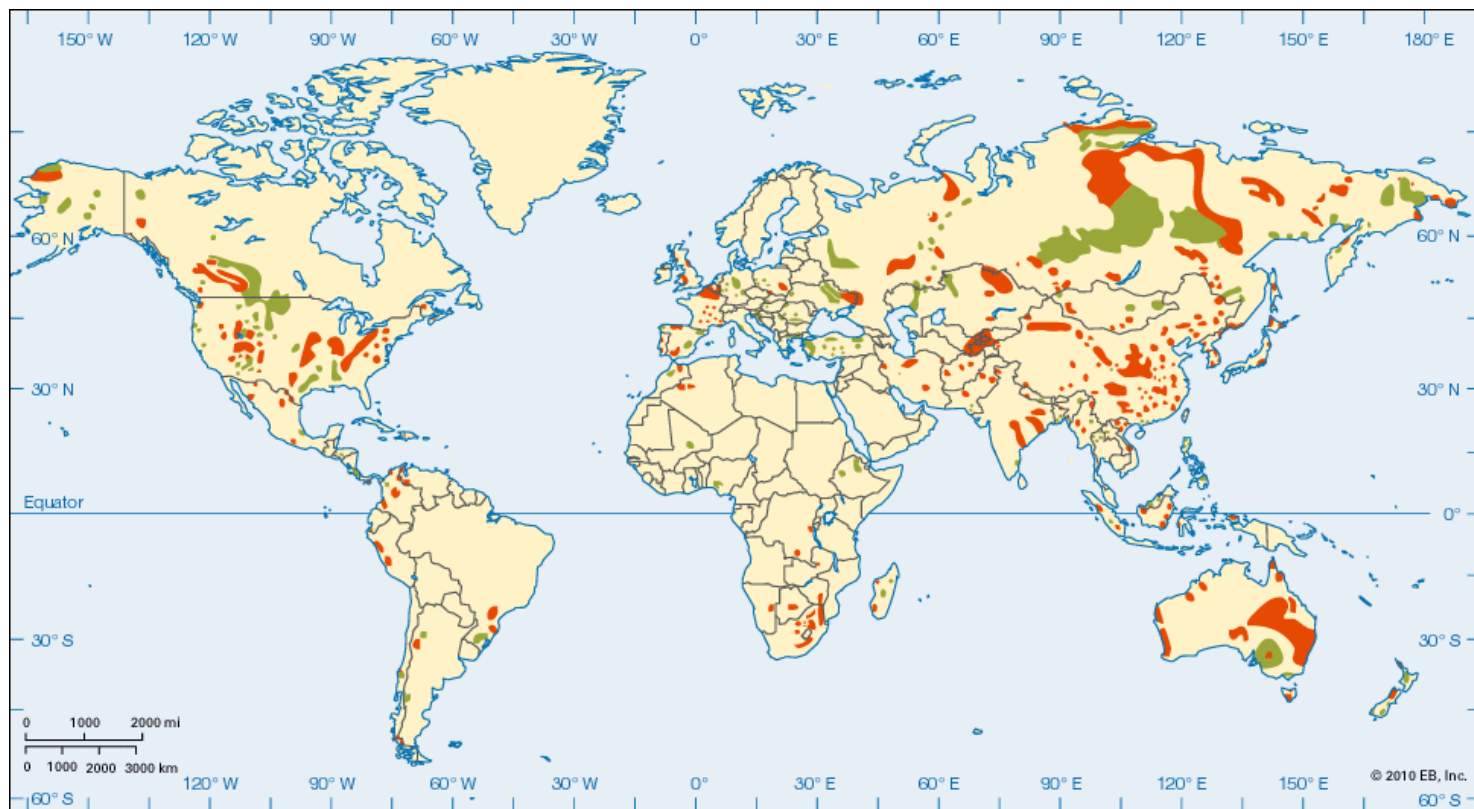 150° W 120° W 90° W 60° W 30° W 0° 30° E 60° E 90° E 120° E 150° E 180° E
60° N 60° N
30° N 30° N
Equator 0°
30° S 30° S
0 1000 2000 mi
0 1000 2000 3000 km
© 2010 EB, Inc.
120° W 90° W 60° W 30° W 0° 30° E 60° E 90° E 120° E 150° E
60° S 60° S